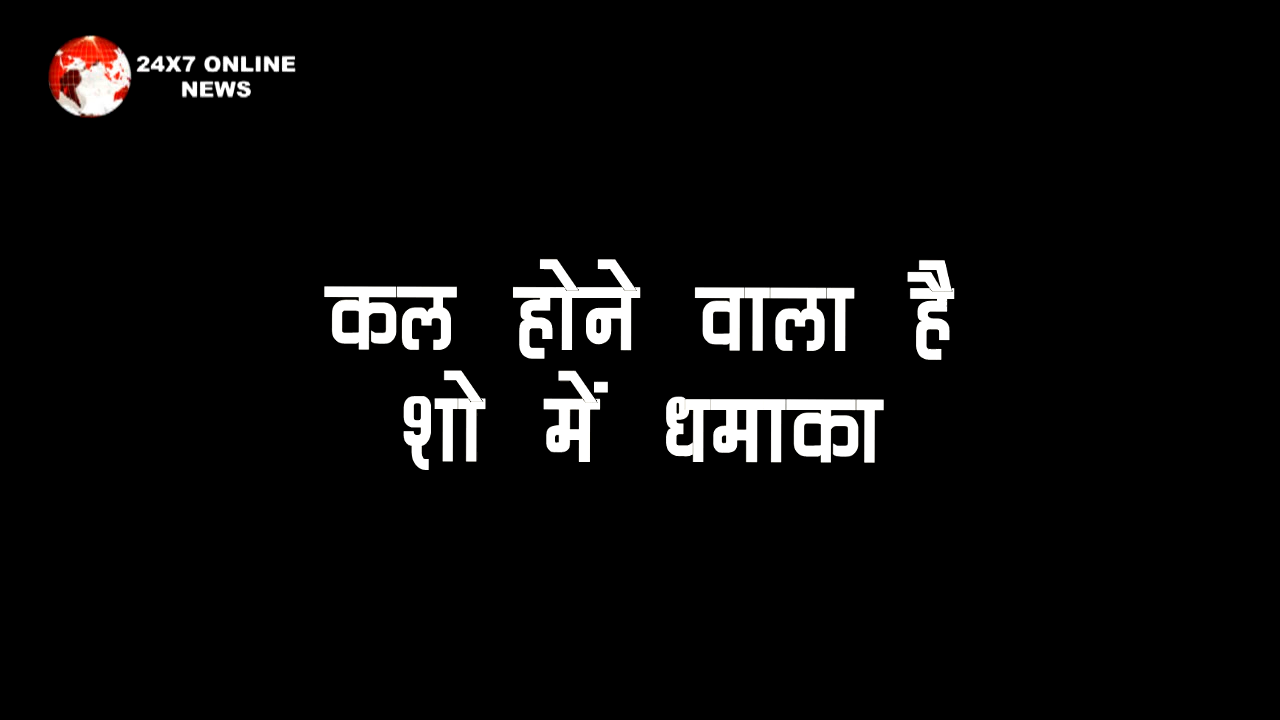 24X7 ONLINE
NEWS
कल होने वाला है
शो में धमाका